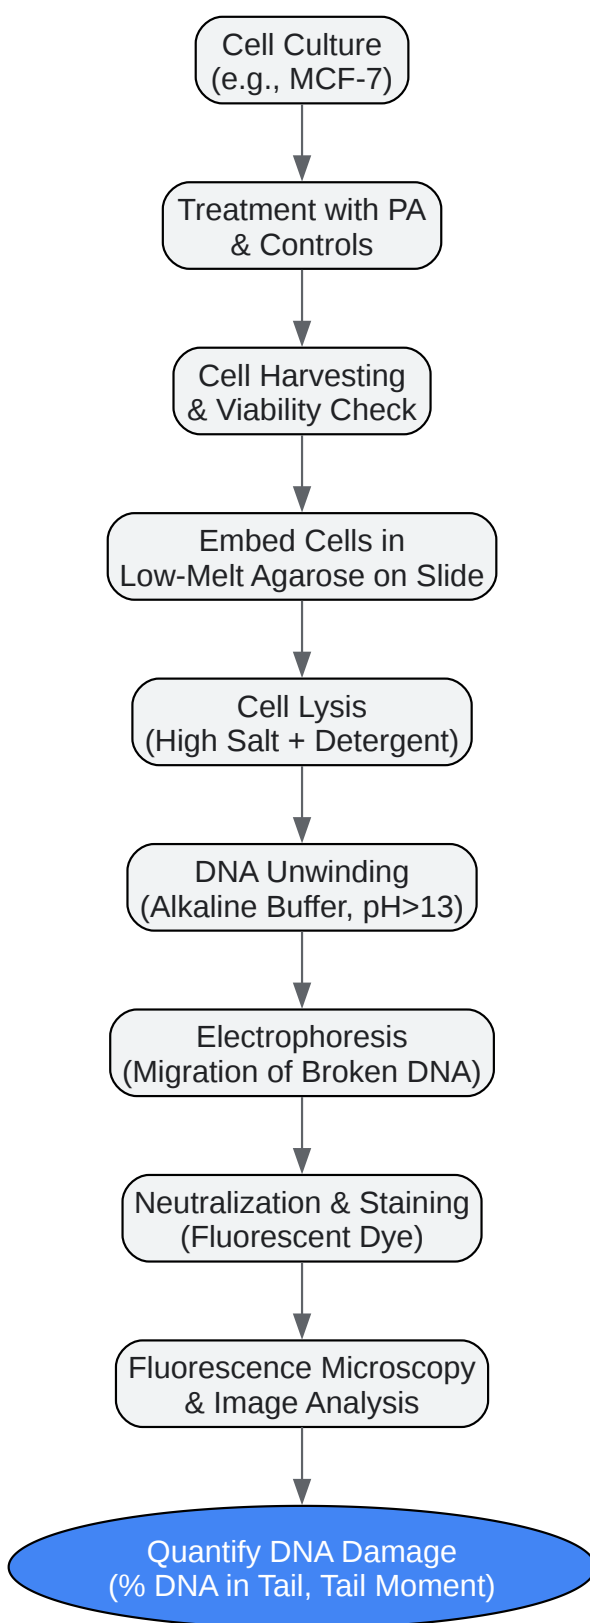 Cell Culture
(e.g., MCF-7)
Treatment with PA
& Controls
Cell Harvesting
& Viability Check
Embed Cells in
Low-Melt Agarose on Slide
Cell Lysis
(High Salt + Detergent)
DNA Unwinding
(Alkaline Buffer, pH>13)
Electrophoresis
(Migration of Broken DNA)
Neutralization & Staining
(Fluorescent Dye)
Fluorescence Microscopy
& Image Analysis
Quantify DNA Damage
(% DNA in Tail, Tail Moment)